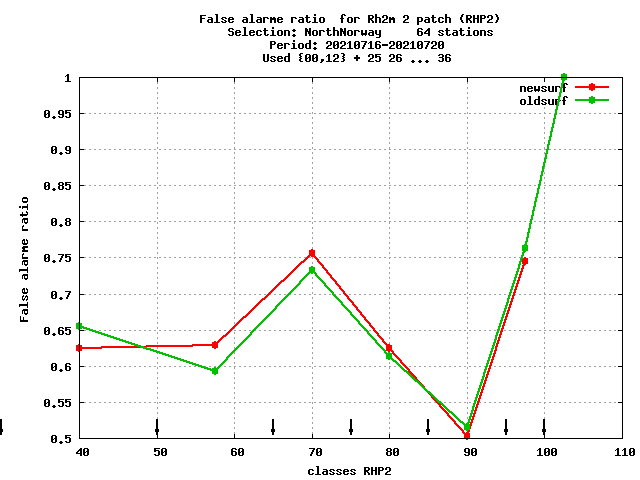 False alarme ratio  for Rh2m 2 patch (RHP2)
Selection: NorthNorway     64 stations
Period: 20210716-20210720
Used {00,12} + 25 26 ... 36
newsurf
oldsurf
1
0.95
0.9
0.85
0.8
0.75
0.7
0.65
0.6
0.55
0.5
False alarme ratio
40 50 60 70 80 90 100 110
classes RHP2